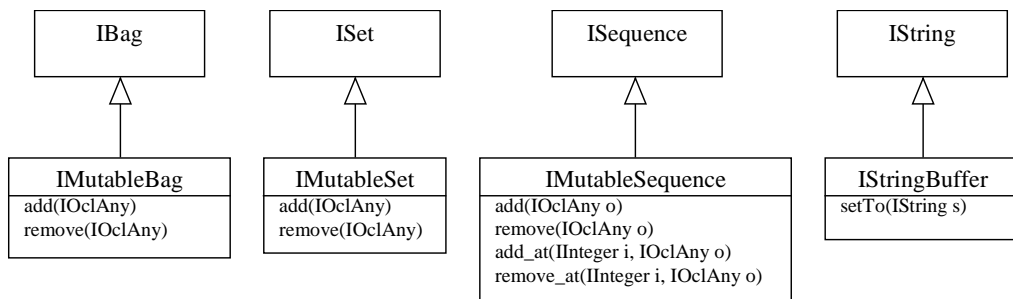 IBag
ISet
ISequence
IString
IMutableBag
add(IOclAny)
remove(IOclAny)
IMutableSet
add(IOclAny)
remove(IOclAny)
IMutableSequence
add(IOclAny o)
remove(IOclAny o)
add_at(IInteger i, IOclAny o)
remove_at(IInteger i, IOclAny o)
IStringBuffer
setTo(IString s)